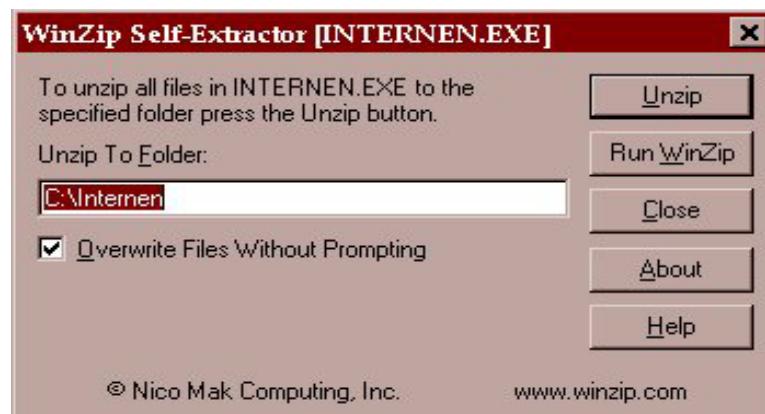 WinZip Self-Extractor [INTERNEN.EXE]
To unzip all files in INTERNEN.EXE to the
specified folder press the Unzip button.
Unzip To Folder:
C:\Internen
Overwrite Files Without Prompting
Unzip
Run WinZip
Close
About
Help
© Nico Mak Computing, Inc. www.winzip.com